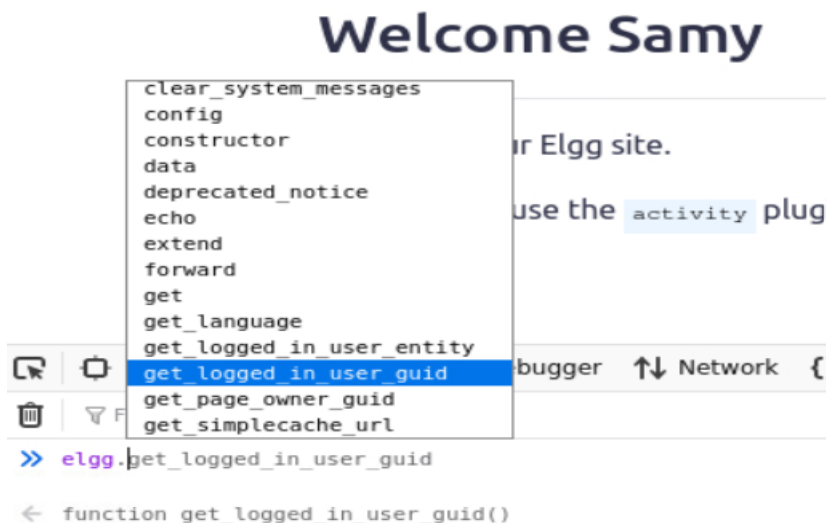 Welcome Samy
clear_system_messages
config
constructor
ur Elgg site.
data
deprecated_notice
echo
use the activity plug
extend
forward
get
get_language
get_logged_in_user_entity
get_logged_in_user_guid
bugger Network {
get_page_owner_guid
F
get_simplecache_url
» elgg.get_logged_in_user_guid
← function get_logged_in_user_guid()